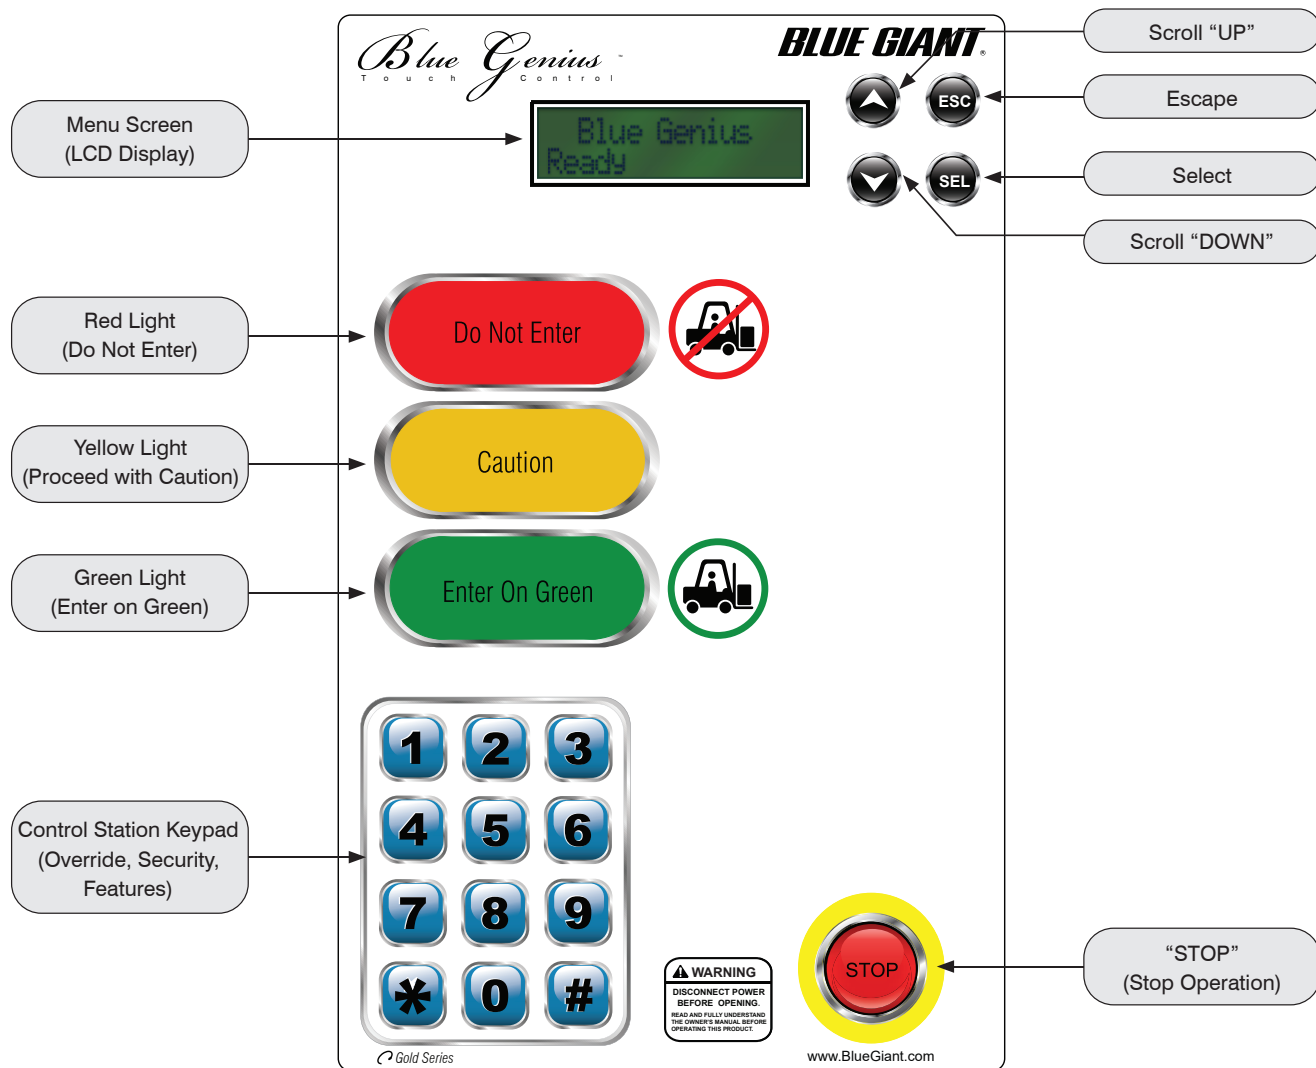 Blue Genius™
Touch Control
BLUE GIANT®
Scroll “UP”
ESC
Escape
Menu Screen
(LCD Display)
Blue Genius
Ready
SEL
Select
Scroll “DOWN”
Red Light
(Do Not Enter)
Do Not Enter
Yellow Light
(Proceed with Caution)
Caution
Green Light
(Enter on Green)
Enter On Green
Control Station Keypad
(Override, Security,
Features)
1 2 3
4 5 6
7 8 9
* 0 #
WARNING
DISCONNECT POWER
BEFORE OPENING.
READ AND FULLY UNDERSTAND
THE OWNER'S MANUAL BEFORE
OPERATING THIS PRODUCT.
STOP
“STOP”
(Stop Operation)
Gold Series
www.BlueGiant.com